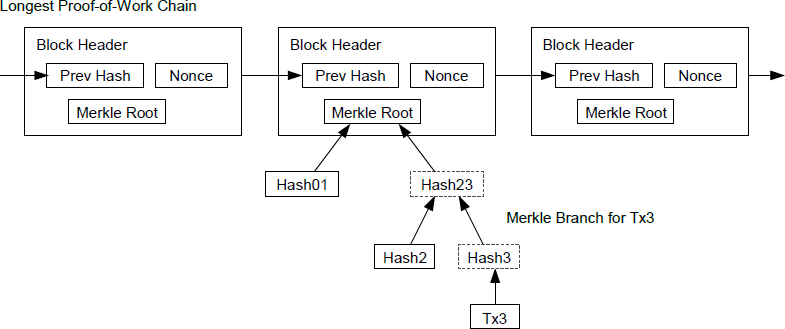 Longest Proof-of-Work Chain
Block Header
Block Header
Block Header
Prev Hash
Nonce
Prev Hash
Nonce
Prev Hash
Nonce
Merkle Root
Merkle Root
Merkle Root
Hash01
Hash23
Merkle Branch for Tx3
Hash2
Hash3
Tx3